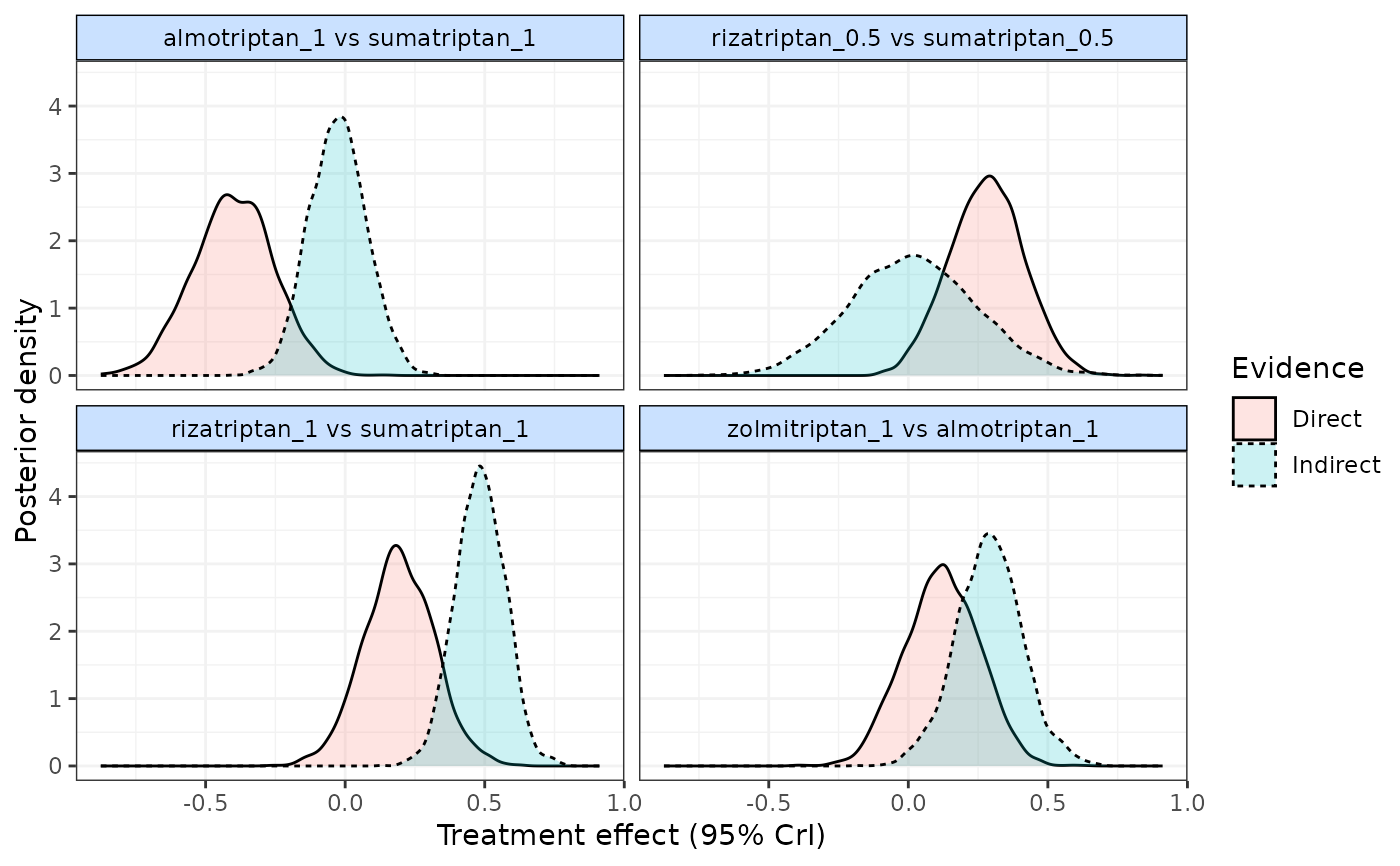 almotriptan_1 vs sumatriptan_1
rizatriptan_0.5 vs sumatriptan_0.5
4
3
2
1
0
rizatriptan_1 vs sumatriptan_1
zolmitriptan_1 vs almotriptan_1
4
3
2
1
0
-0.5 0.0 0.5 1.0
-0.5 0.0 0.5 1.0
Treatment effect (95% CrI)
Posterior density
Evidence
Direct
Indirect